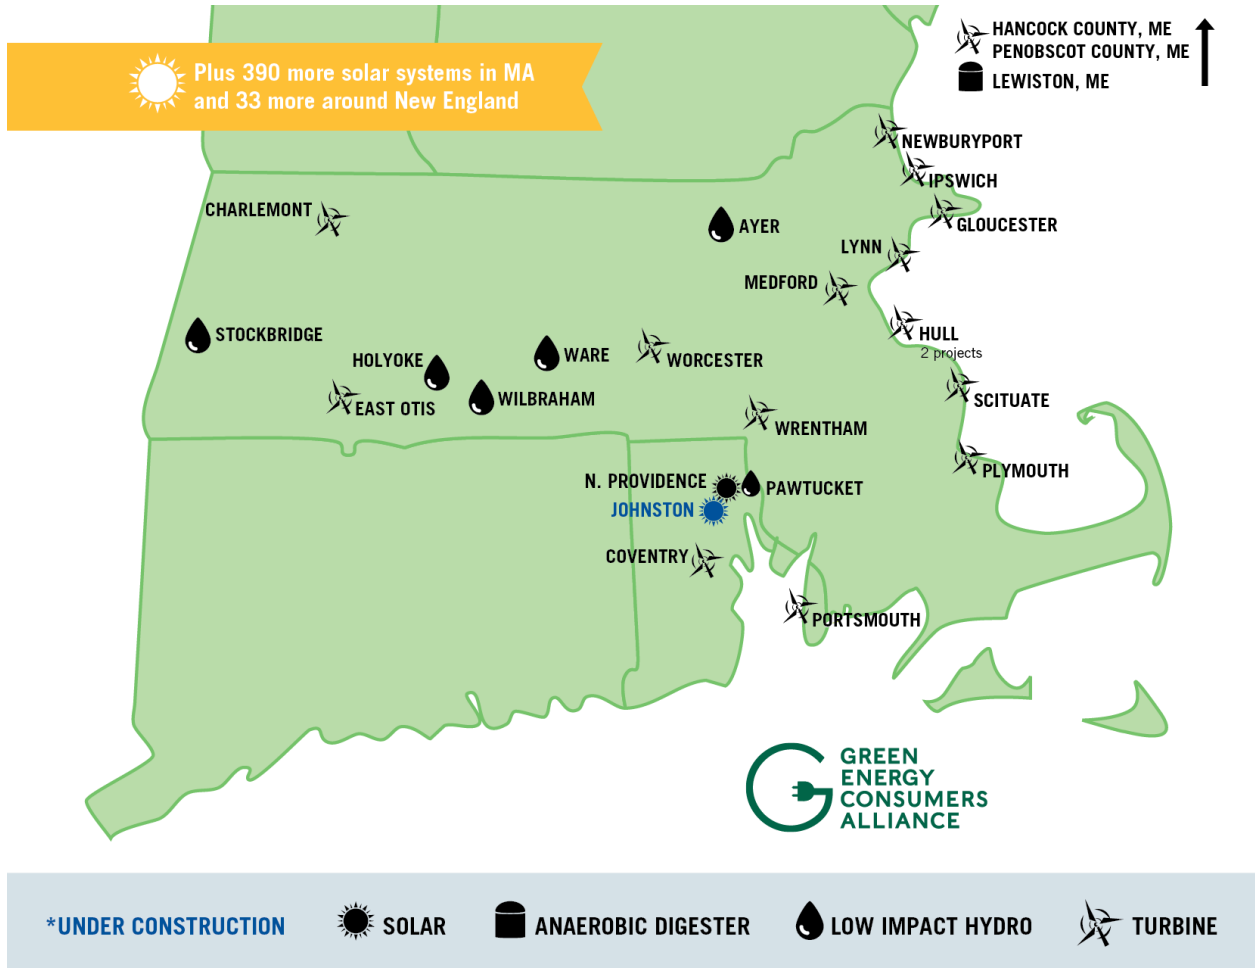 HANCOCK COUNTY, ME
PENOBSCOT COUNTY, ME
LEWISTON, ME
Plus 390 more solar systems in MA
and 33 more around New England
NEWBURYPORT
IPSWICH
CHARLEMONT
GLOUCESTER
AYER
LYNN
MEDFORD
STOCKBRIDGE
HULL
2 projects
HOLYOKE
WARE
WORCESTER
EAST OTIS
WILBRAHAM
SCITUATE
WRENTHAM
PLYMOUTH
N. PROVIDENCE
PAWTUCKET
JOHNSTON
COVENTRY
PORTSMOUTH
GREEN
ENERGY
CONSUMERS
ALLIANCE
*UNDER CONSTRUCTION
SOLAR
ANAEROBIC DIGESTER
LOW IMPACT HYDRO
TURBINE